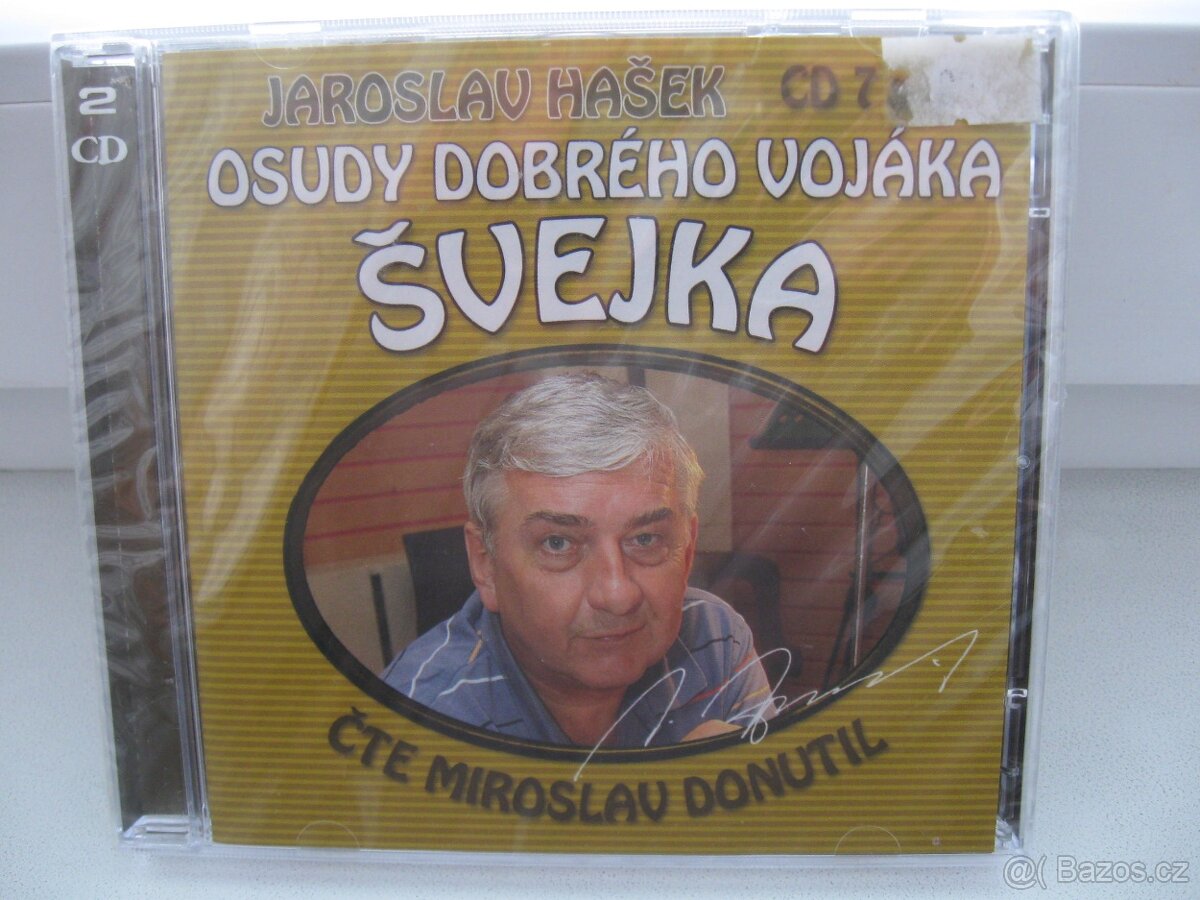 2
CD
JAROSLAV HAŠEK CD 7
OSUDY DOBRÉHO VOJÁKA
ŠVEJKA
ČTE MIROSLAV DONUTIL
@( Bazos.cz